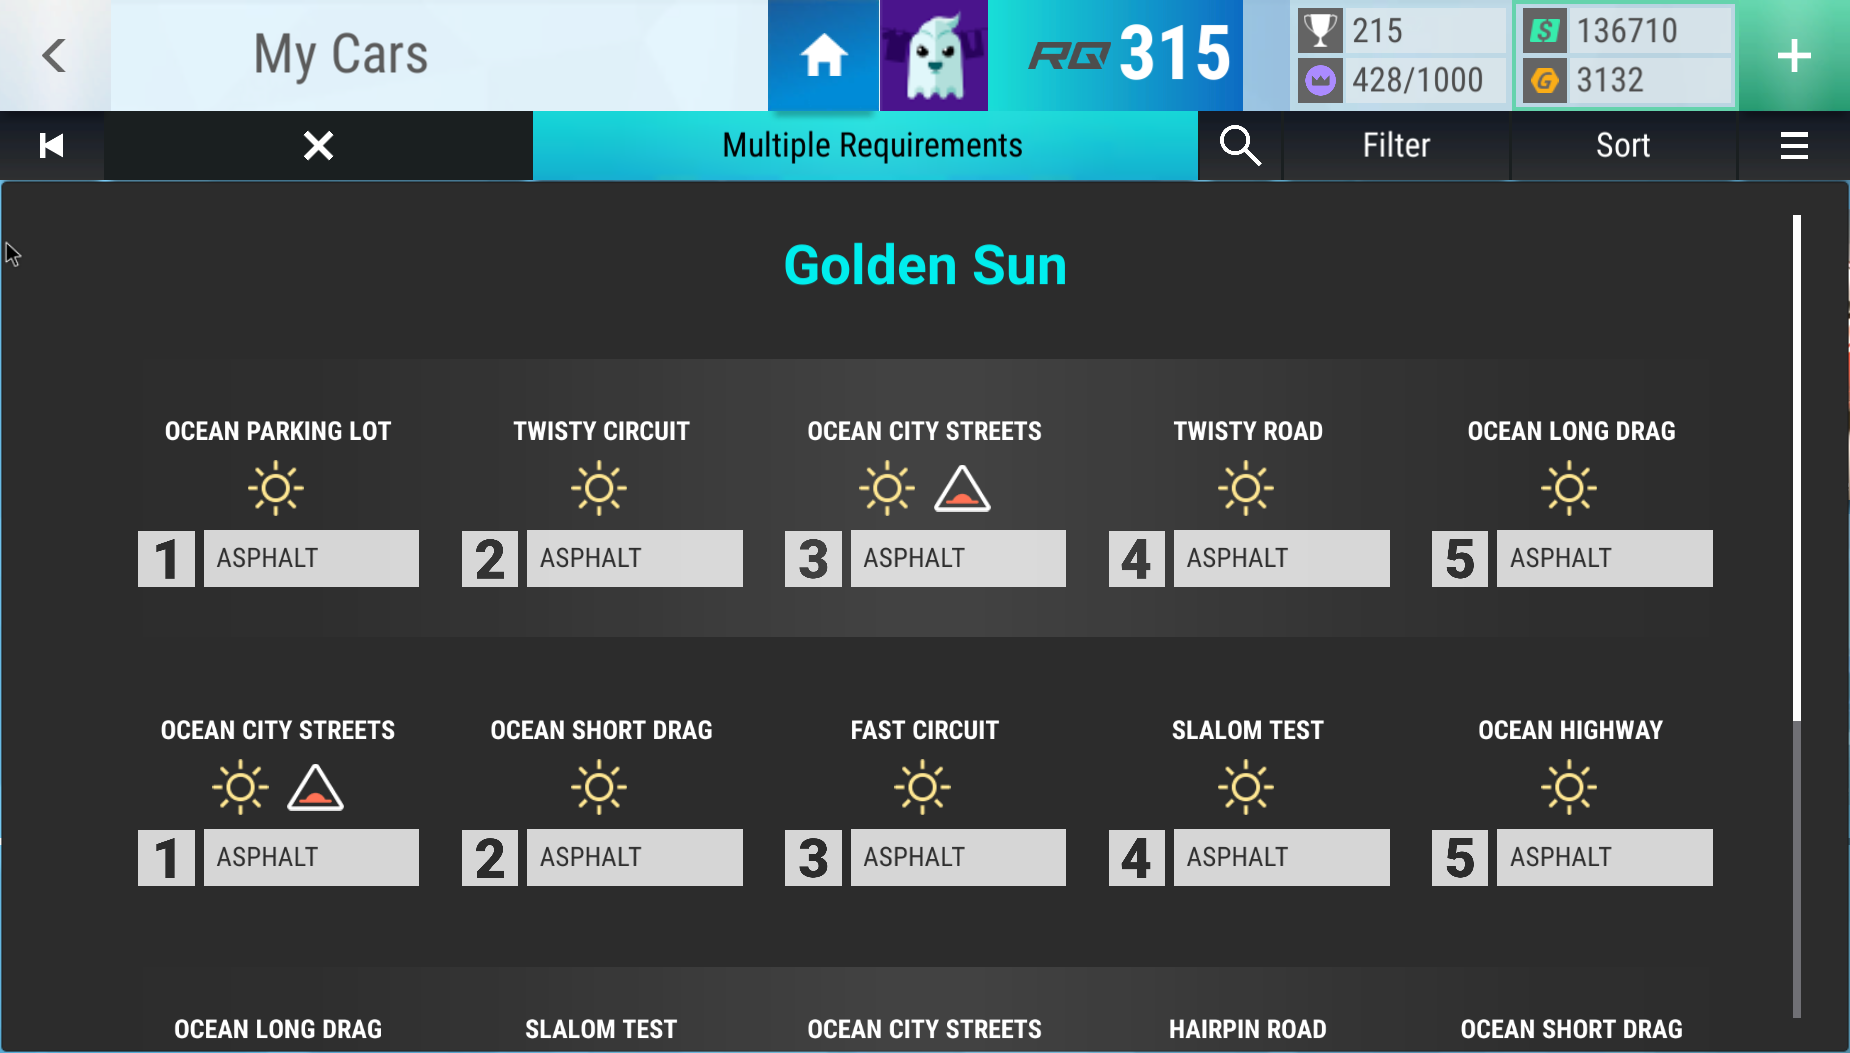 My Cars
RQ 315
215
428/1000
$ 136710
G 3132
Multiple Requirements
Filter
Sort
Golden Sun
OCEAN PARKING LOT
1 ASPHALT
TWISTY CIRCUIT
2 ASPHALT
OCEAN CITY STREETS
3 ASPHALT
TWISTY ROAD
4 ASPHALT
OCEAN LONG DRAG
5 ASPHALT
OCEAN CITY STREETS
1 ASPHALT
OCEAN SHORT DRAG
2 ASPHALT
FAST CIRCUIT
3 ASPHALT
SLALOM TEST
4 ASPHALT
OCEAN HIGHWAY
5 ASPHALT
OCEAN LONG DRAG
SLALOM TEST
OCEAN CITY STREETS
HAIRPIN ROAD
OCEAN SHORT DRAG